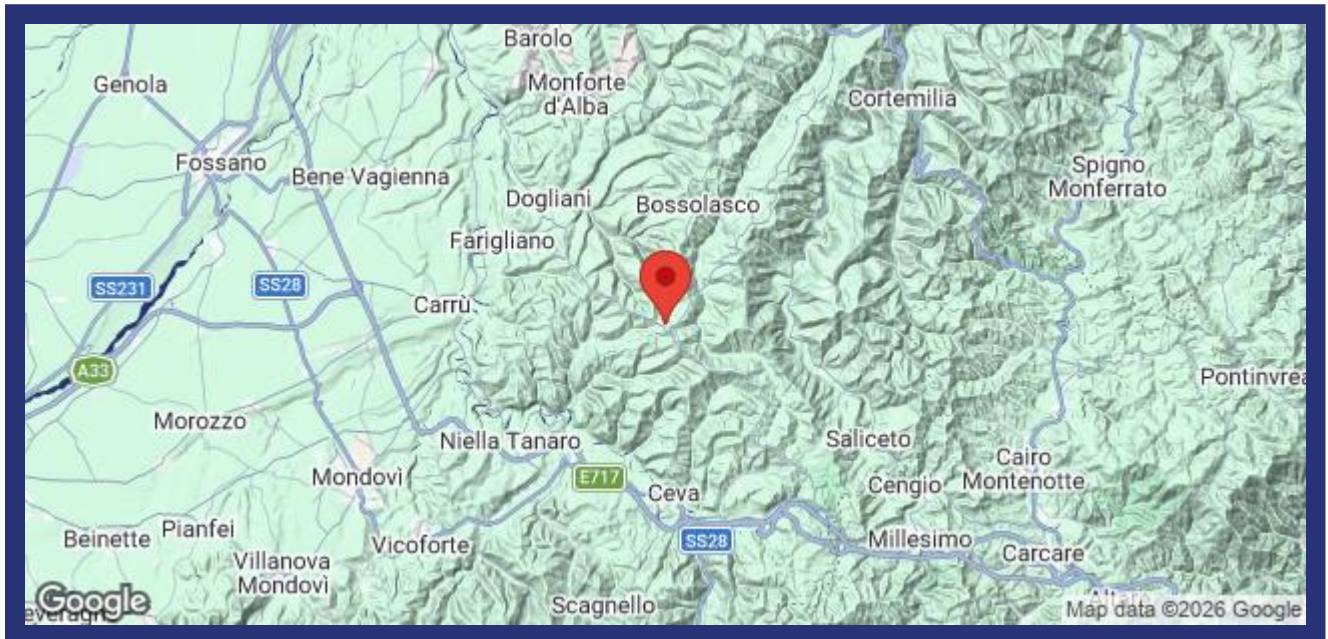 Barolo
Genola
Monforte
d'Alba
Cortemilia
Fossano
Bene Vagienna
Spigno
Monferrato
Dogliani
Bossolasco
Farigliano
SS231
SS28
Carrù
A33
Pontinvrea
Morozzo
Niella Tanaro
Saliceto
Mondovì
E717
Cairo
Montenotte
Ceva
Cengio
Beinette
Pianfei
Vicoforte
SS28
Millesimo
Carcare
Villanova
Mondovì
Google
Scagnello
Map data ©2026 Google